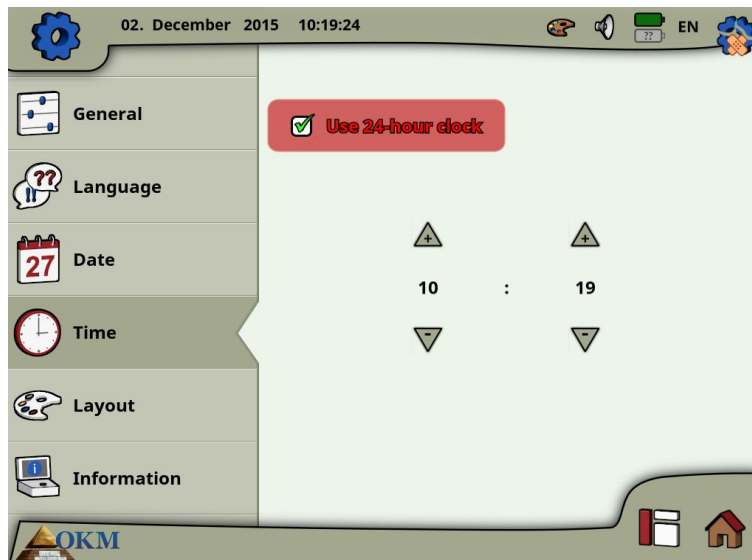 02. December 2015 10:19:24
?? EN
General
Use 24-hour clock
??
!!
Language
27 Date
+ +
10 : 19
- -
Time
Layout
i
Information
OKM